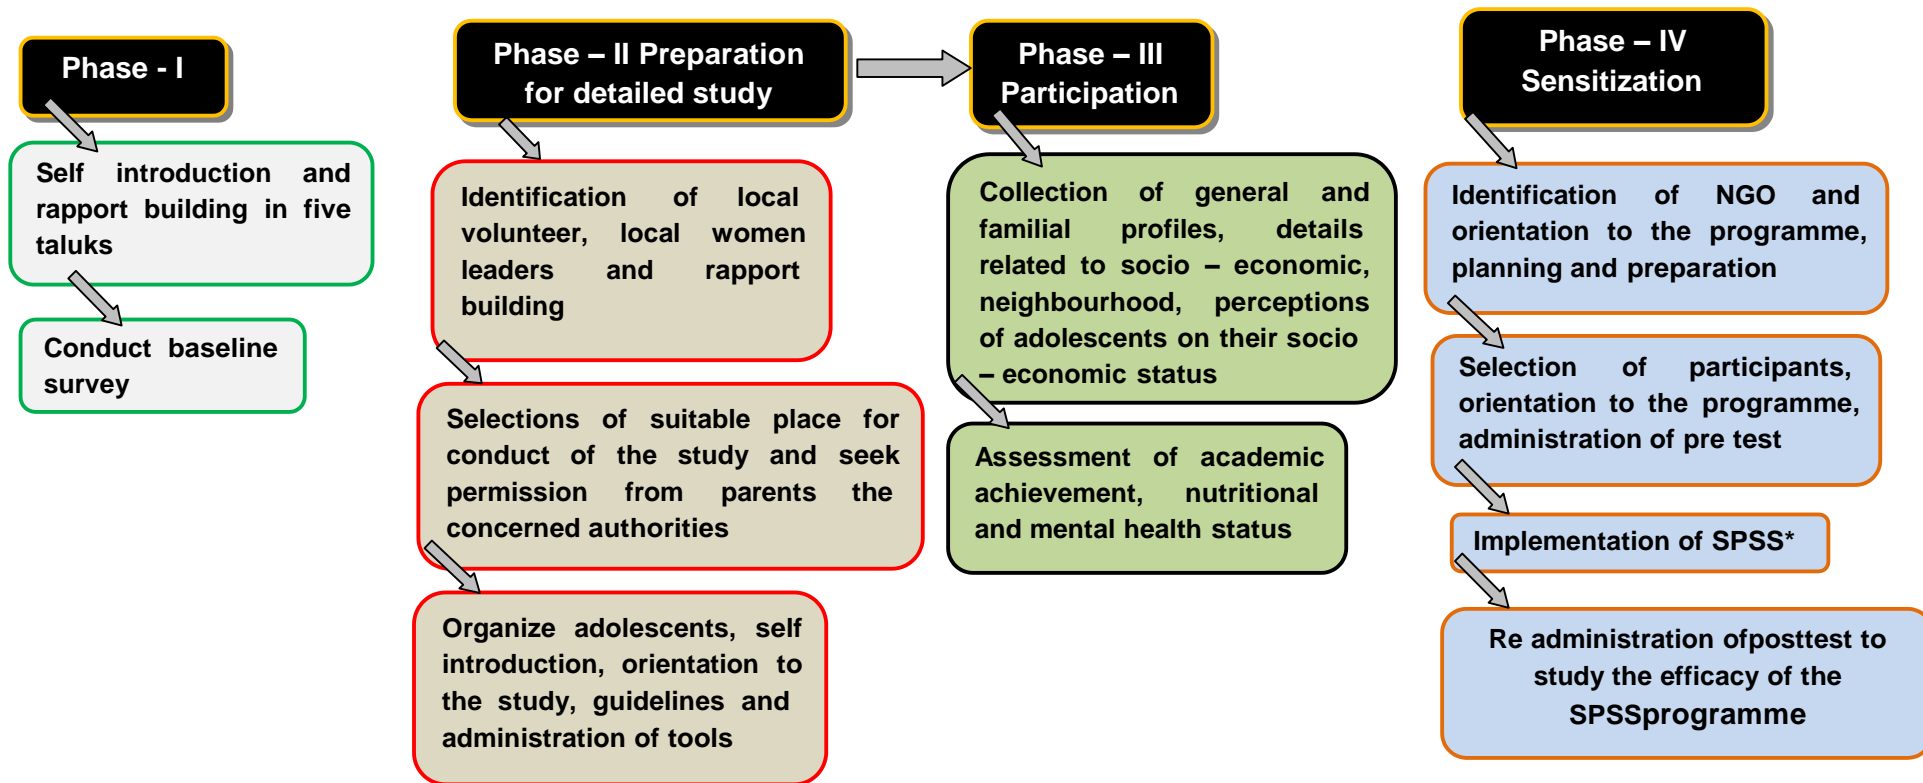 Phase - I
Self introduction and
rapport building in five
taluks
Conduct baseline
survey
Phase – II Preparation
for detailed study
Identification of local
volunteer, local women
leaders and rapport
building
Selections of suitable place for
conduct of the study and seek
permission from parents the
concerned authorities
Organize adolescents, self
introduction, orientation to
the study, guidelines and
administration of tools
Phase – III
Participation
Collection of general and
familial profiles, details
related to socio – economic,
neighbourhood, perceptions
of adolescents on their socio
– economic status
Assessment of academic
achievement, nutritional
and mental health status
Phase – IV
Sensitization
Identification of NGO and
orientation to the programme,
planning and preparation
Selection of participants,
orientation to the programme,
administration of pre test
Implementation of SPSS*
Re administration ofposttest to
study the efficacy of the
SPSSprogramme